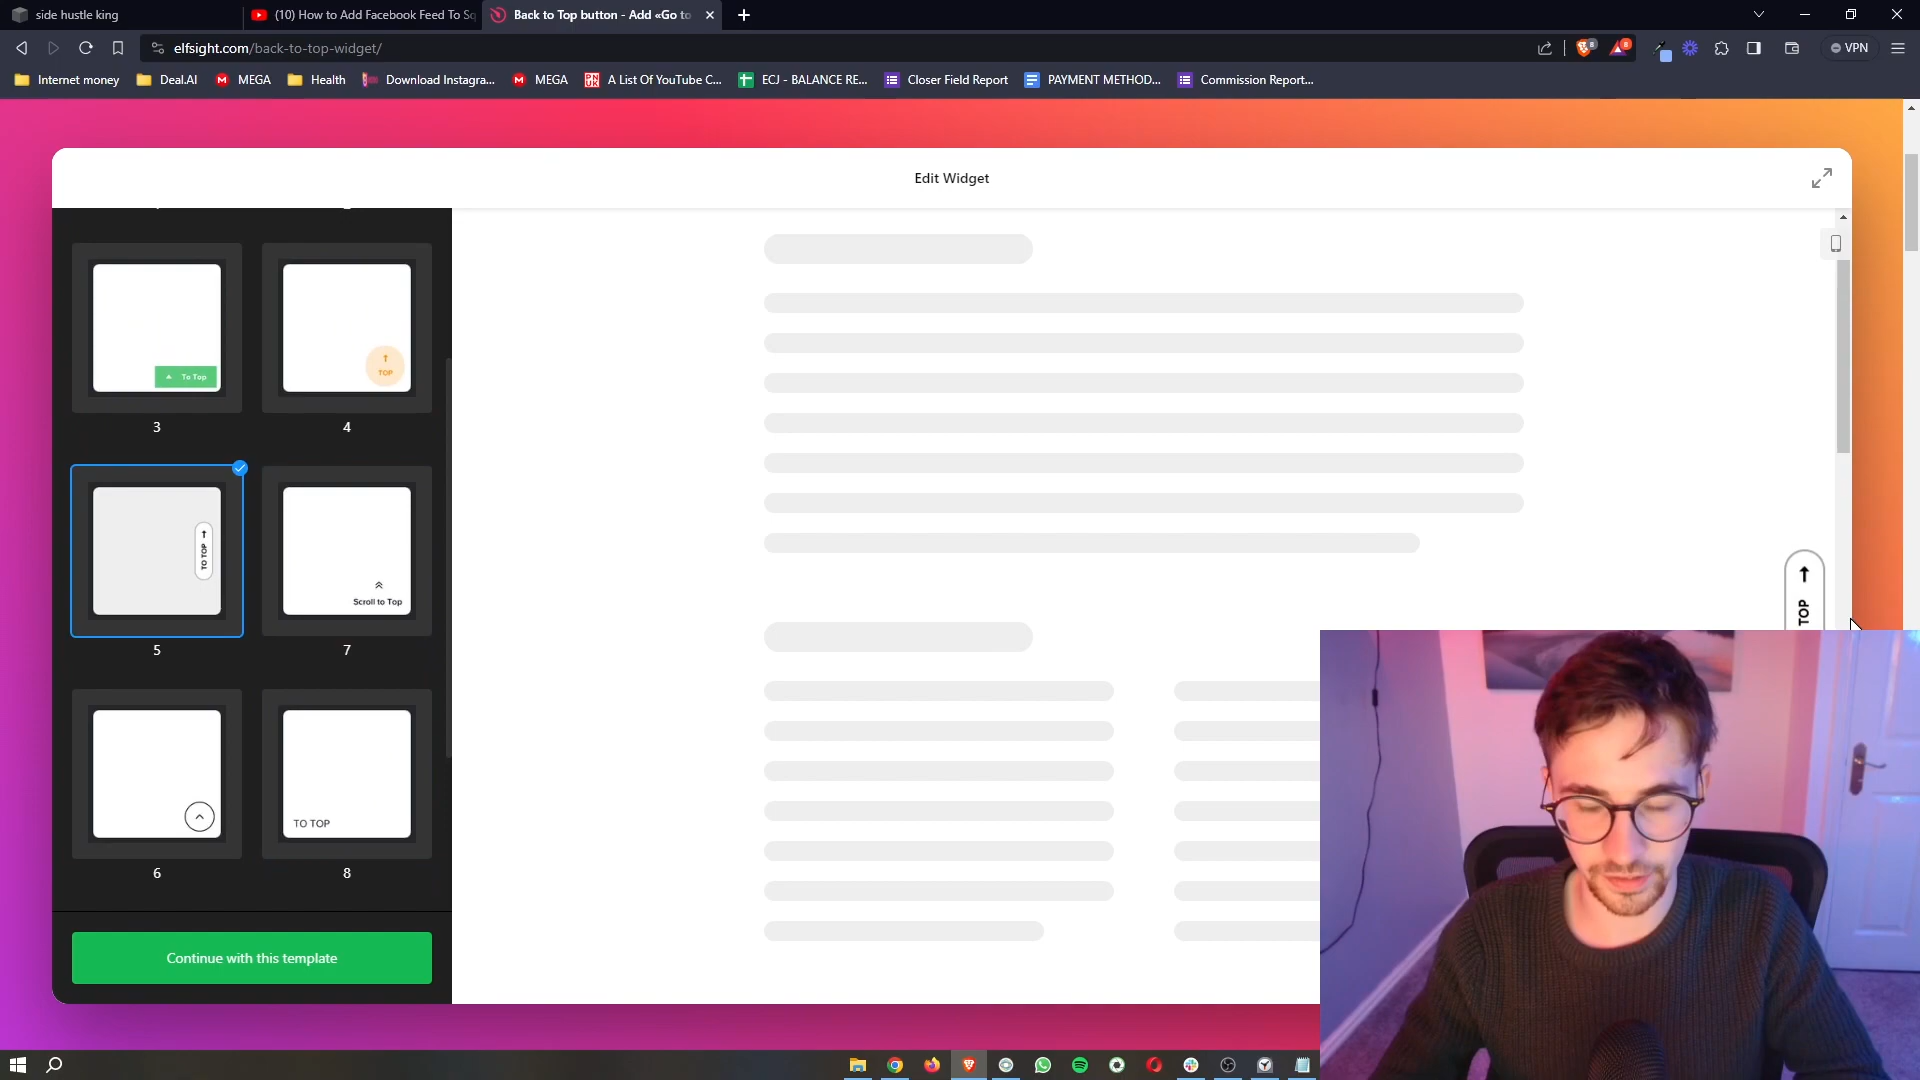 side hustle king
(10) How to Add Facebook Feed To Sq
Back to Top button - Add «Go to
elfsight.com/back-to-top-widget/
VPN
Internet money
Deal.AI
MEGA
Health
Download Instagra...
MEGA
A List Of YouTube C...
ECJ - BALANCE RE...
Closer Field Report
PAYMENT METHOD...
Commission Report...
Edit Widget
To Top
TOP
3
4
TO TOP
Scroll to Top
5
7
TO TOP
6
8
TOP
Continue with this template